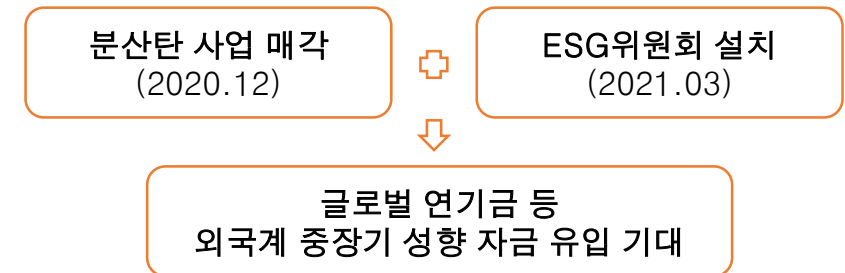 분산탄 사업 매각
(2020.12)
ESG위원회 설치
(2021.03)
글로벌 연기금 등
외국계 중장기 성향 자금 유입 기대